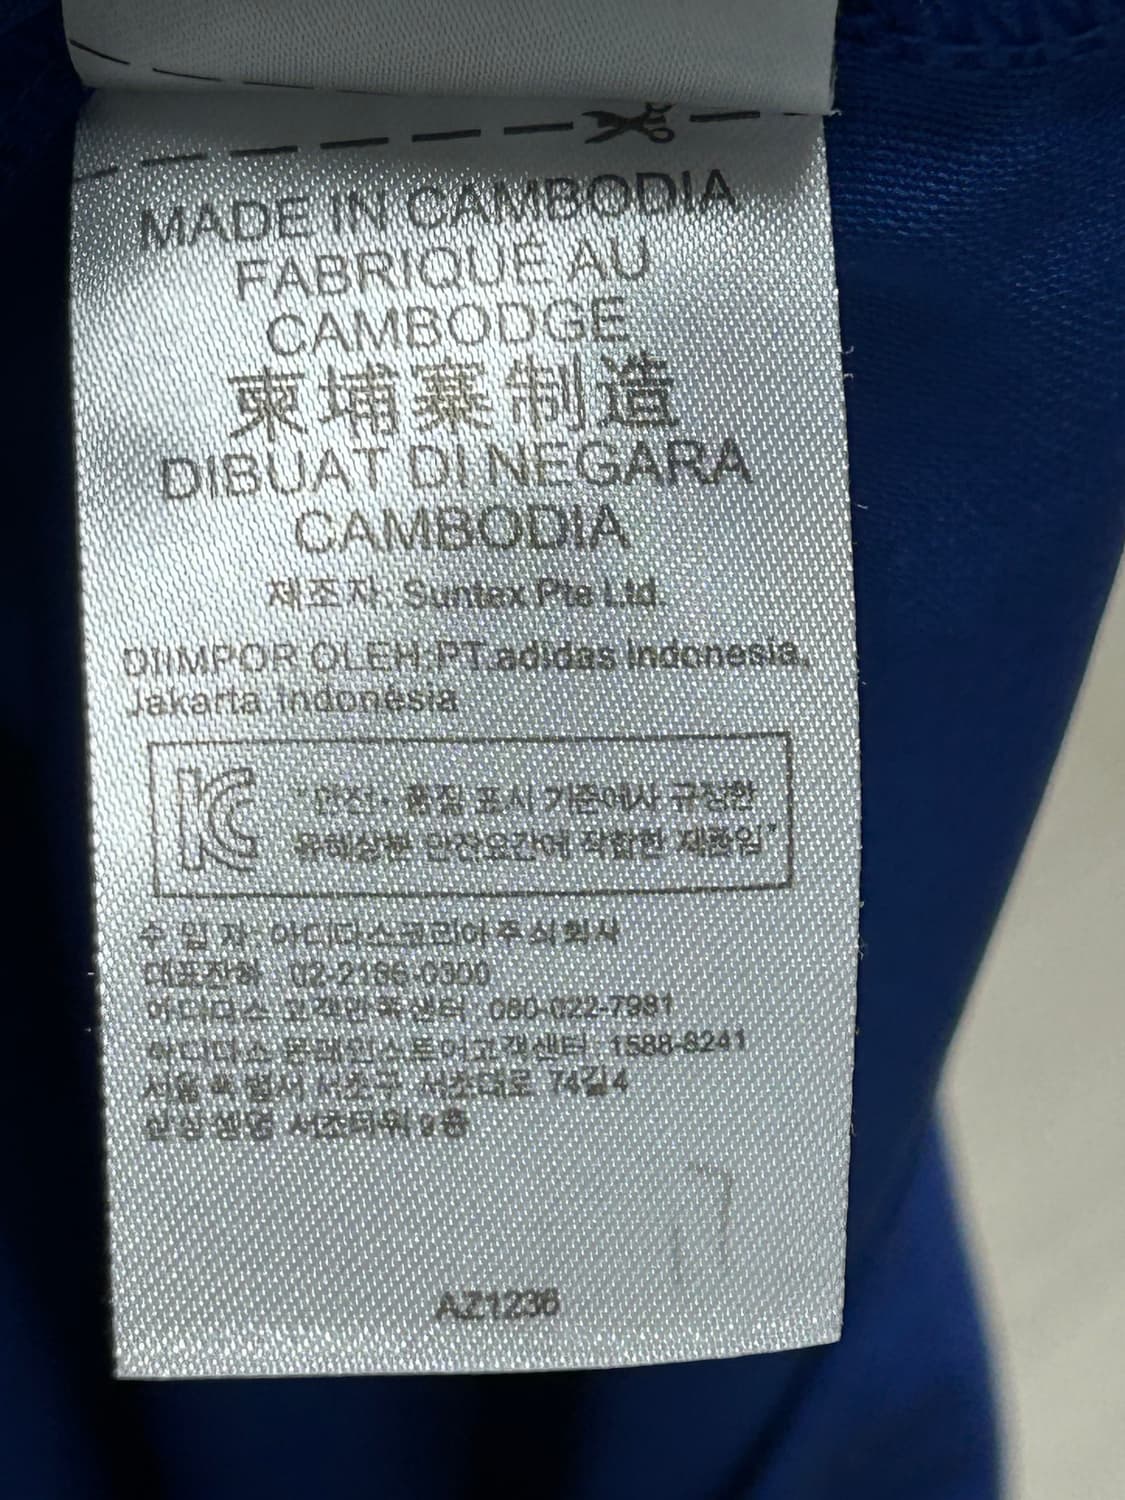 MADE IN CAMBODIA
FABRIQUÉ AU
CAMBODGE
柬埔寨制造
DIBUAT DI NEGARA
CAMBODIA
제조자: Suntex Pte Ltd.
DIIMPOR OLEH:PT.adidas Indonesia,
Jakarta Indonesia
"안전· 품질 표시 기준에서 규정한
유해성분 안전요건에 적합한 제품임"
수 입 자: 아디다스코리아주식회사
대표전화 02-2186-0300
아디다스 고객만족센터 080-022-7981
아디다스 온라인스토어고객센터 1588-8241
서울특별시 서초구 서초대로 74길4
삼성생명 서초타워 9층
AZ1236